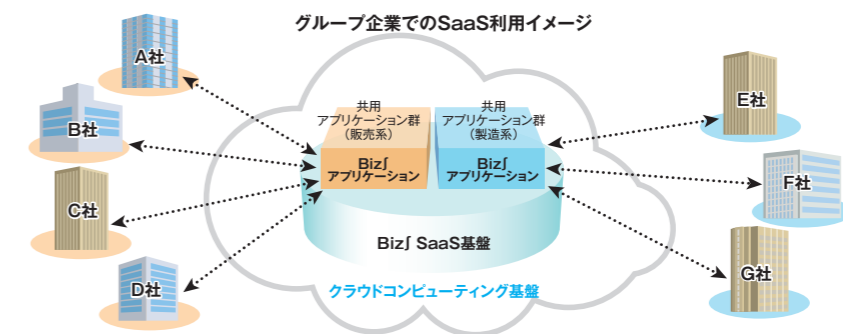 グループ企業でのSaaS利用イメージ
A社
B社
C社
D社
共用
アプリケーション群
（販売系）
Biz∫
アプリケーション
共用
アプリケーション群
（製造系）
Biz∫
アプリケーション
Biz∫ SaaS基盤
クラウドコンピューティング基盤
E社
F社
G社